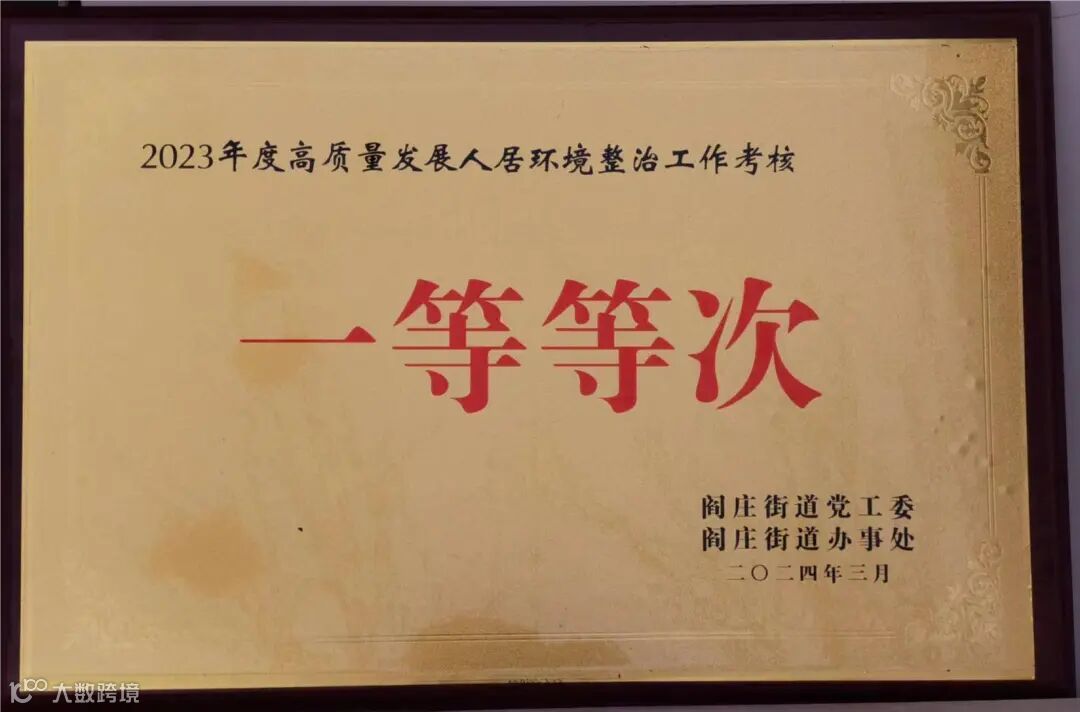 2023年度高质量发展人居环境整治工作考核
一等等次
阎庄街道党工委
阎庄街道办事处
二〇二四年三月
大数跨境